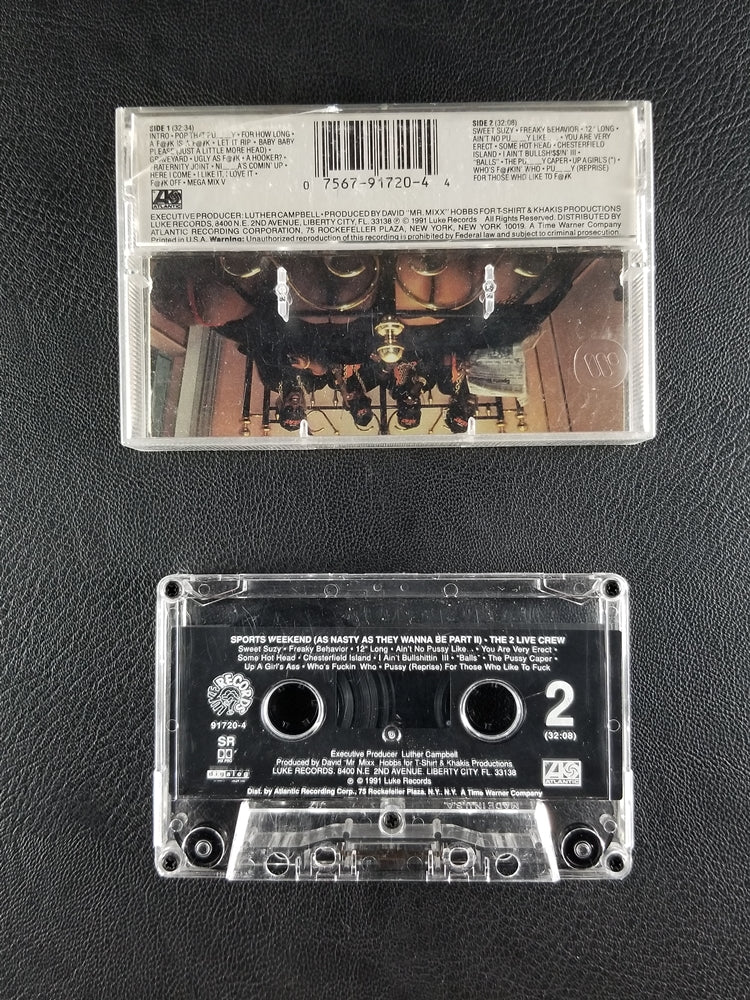 SIDE 1 (32:34)
INTRO • POP THAT PU____Y • FOR HOW LONG •
A F@#K IS A F@#K • LET IT RIP • BABY BABY
PLEASE (JUST A LITTLE MORE HEAD) •
GRAVEYARD • UGLY AS F@#K • A HOOKER? •
FRATERNITY JOINT • NI____AS COMIN' UP •
HERE I COME • I LIKE IT, I LOVE IT •
F@#K OFF • MEGA MIX V
0 7567-91720-4 4
SIDE 2 (32:08)
SWEET SUZY • FREAKY BEHAVIOR • 12" LONG •
AIN'T NO PU____Y LIKE... • YOU ARE VERY
ERECT • SOME HOT HEAD • CHESTERFIELD
ISLAND • I AIN'T BULLSH$$IN' III •
"BALLS" • THE PU____Y CAPER • UP A GIRLS (*) •
WHO'S F@#KIN' WHO • PU____Y (REPRISE)
FOR THOSE WHO LIKE TO F@#K
EXECUTIVE PRODUCER: LUTHER CAMPBELL • PRODUCED BY DAVID "MR. MIXX" HOBBS FOR T-SHIRT & KHAKIS PRODUCTIONS
LUKE RECORDS, 8400 N.E. 2ND AVENUE, LIBERTY CITY, FL. 33138 ℗ © 1991 Luke Records All Rights Reserved. DISTRIBUTED BY
ATLANTIC RECORDING CORPORATION, 75 ROCKEFELLER PLAZA, NEW YORK, NEW YORK 10019. A Time Warner Company
Printed in U.S.A. Warning: Unauthorized reproduction of this recording is prohibited by Federal law and subject to criminal prosecution.
ATLANTIC
SPORTS WEEKEND (AS NASTY AS THEY WANNA BE PART II) • THE 2 LIVE CREW
Sweet Suzy • Freaky Behavior • 12" Long • Ain't No Pussy Like... • You Are Very Erect •
Some Hot Head • Chesterfield Island • I Ain't Bullshittin' III • "Balls" • The Pussy Caper •
Up A Girl's Ass • Who's Fuckin Who • Pussy (Reprise) For Those Who Like To Fuck
LUKE RECORDS
91720-4
SR
HX PRO
digalog
2
(32:08)
ATLANTIC
Executive Producer Luther Campbell
Produced by David "Mr Mixx" Hobbs for T-Shirt & Khakis Productions
LUKE RECORDS. 8400 N.E. 2ND AVENUE. LIBERTY CITY, FL. 33138
℗ © 1991 Luke Records
Dist. by Atlantic Recording Corp., 75 Rockefeller Plaza. N.Y., N.Y. A Time Warner Company
MADE IN U.S.A.